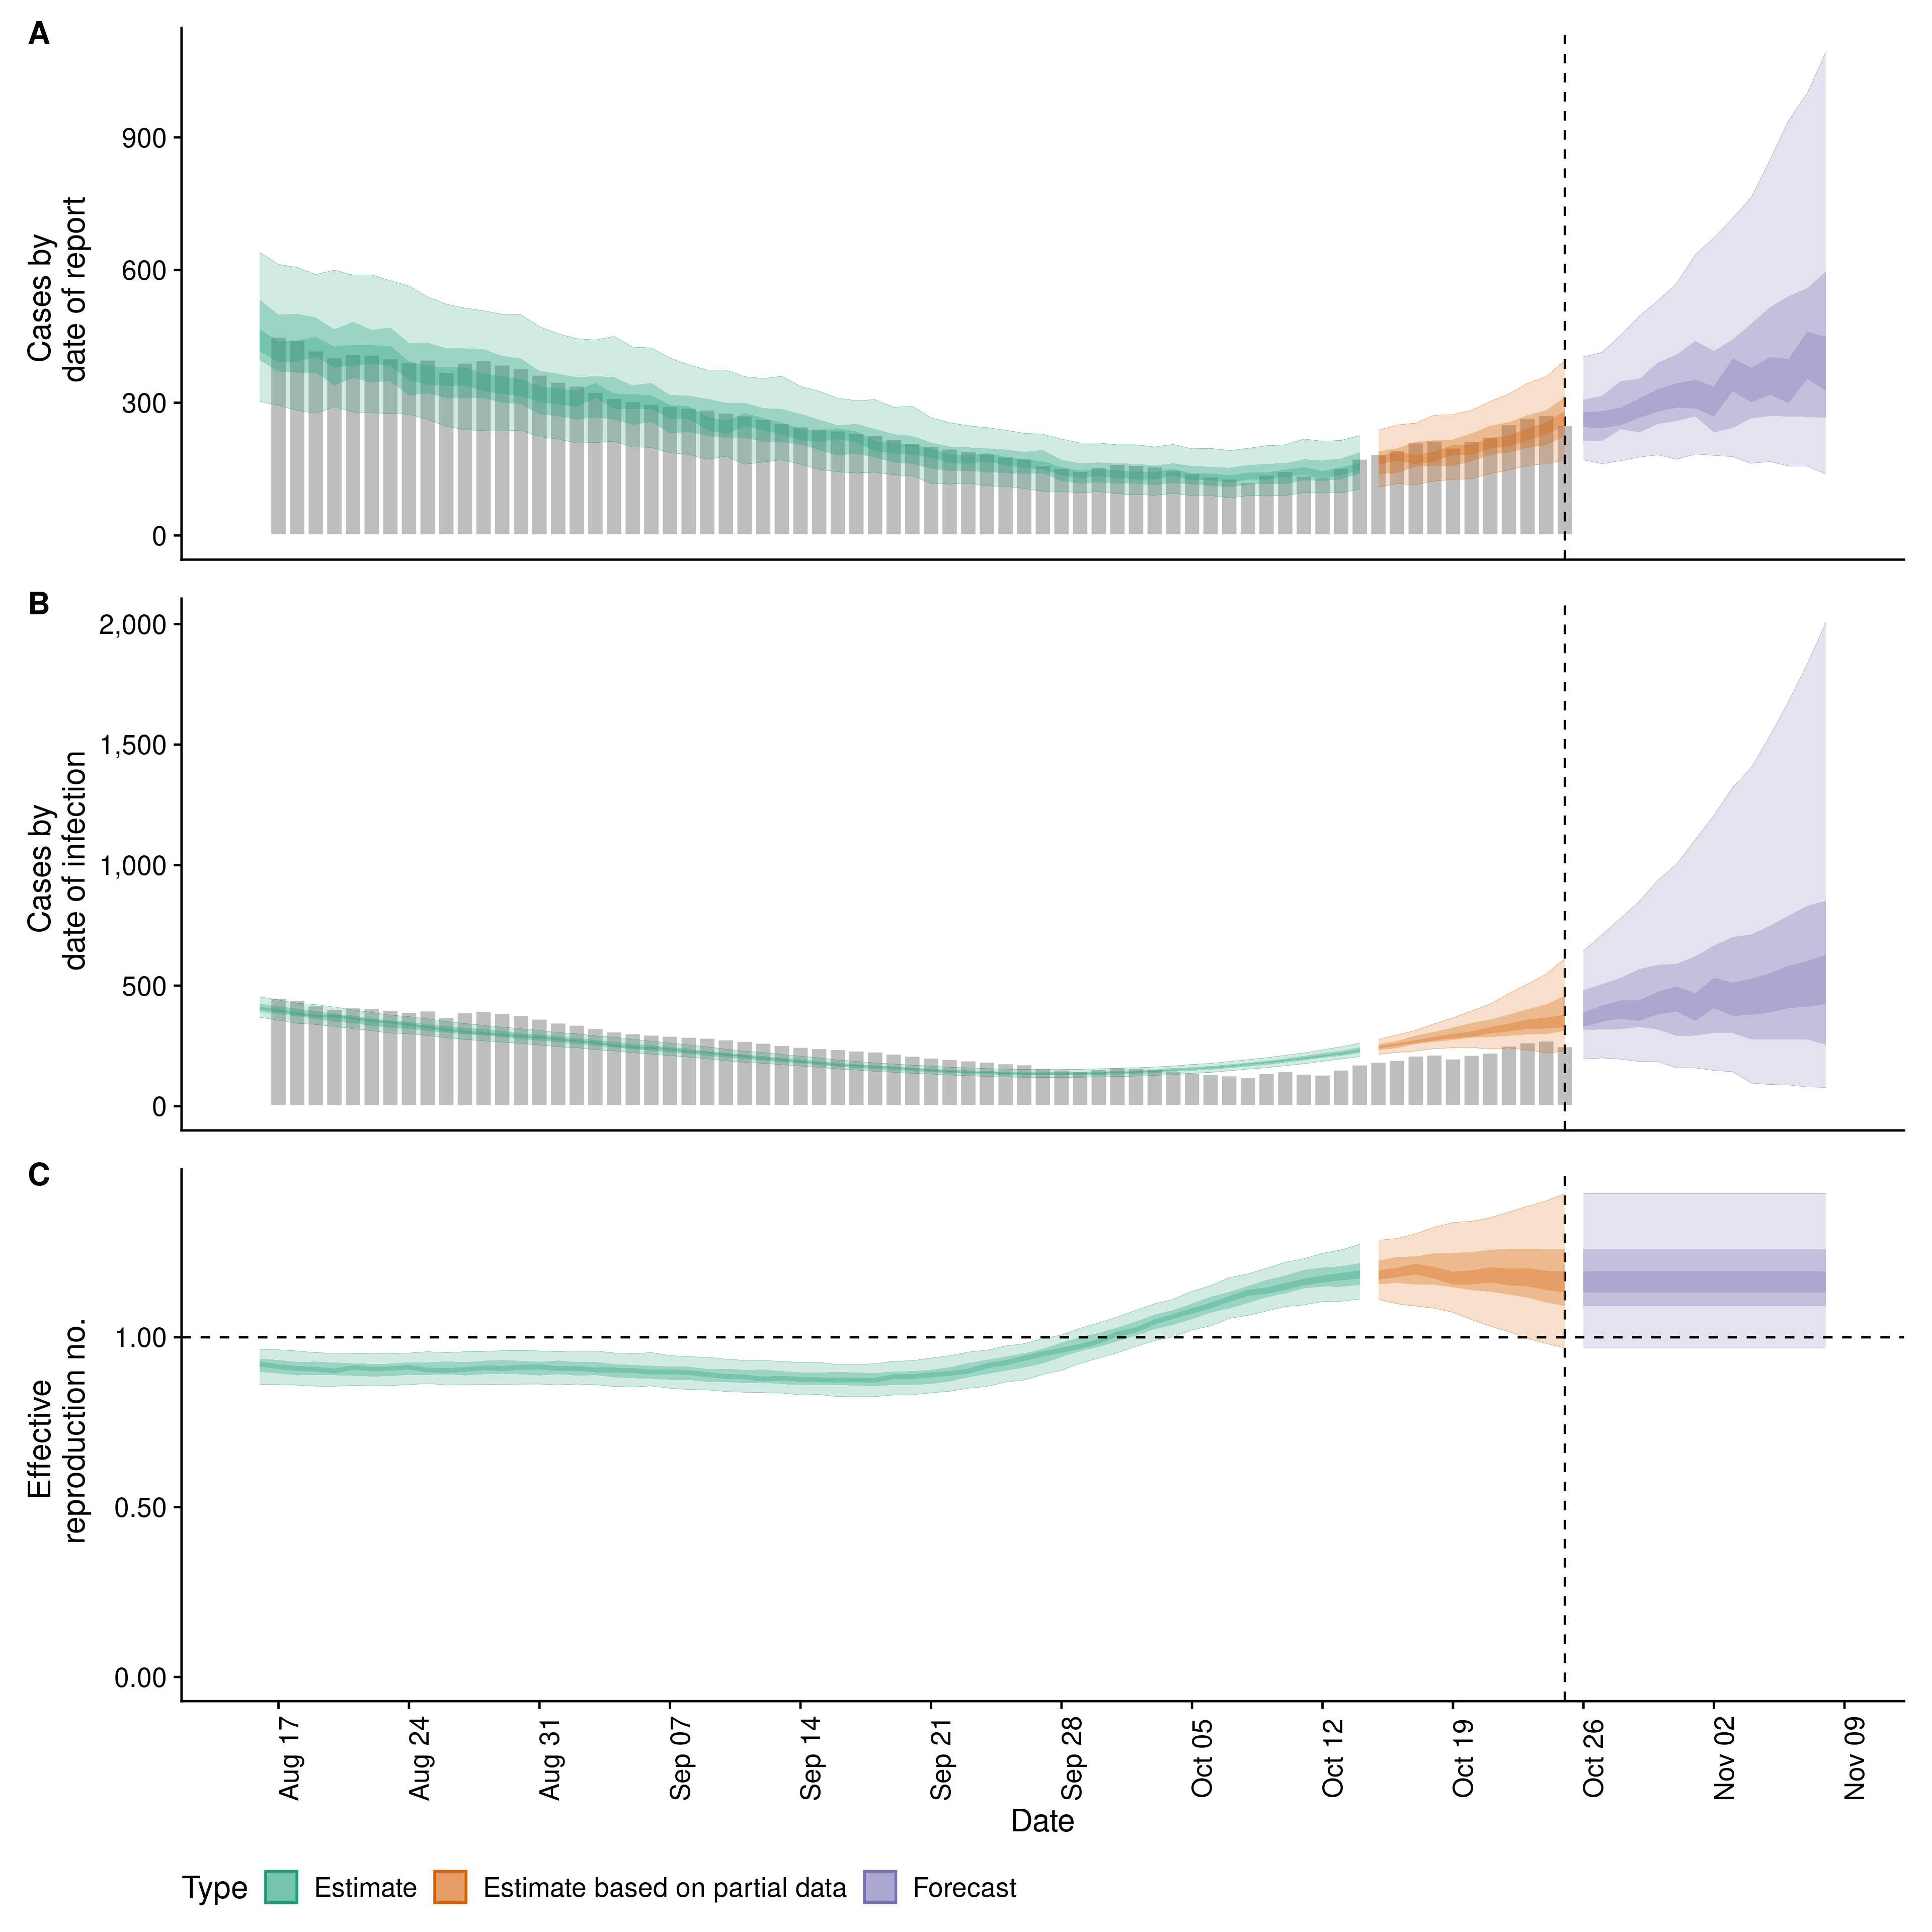 A
Cases by
date of report
900
600
300
0
B
Cases by
date of infection
2,000
1,500
1,000
500
0
C
Effective
reproduction no.
1.00
0.50
0.00
Aug 17
Aug 24
Aug 31
Sep 07
Sep 14
Sep 21
Sep 28
Oct 05
Oct 12
Oct 19
Oct 26
Nov 02
Nov 09
Date
Type Estimate Estimate based on partial data Forecast